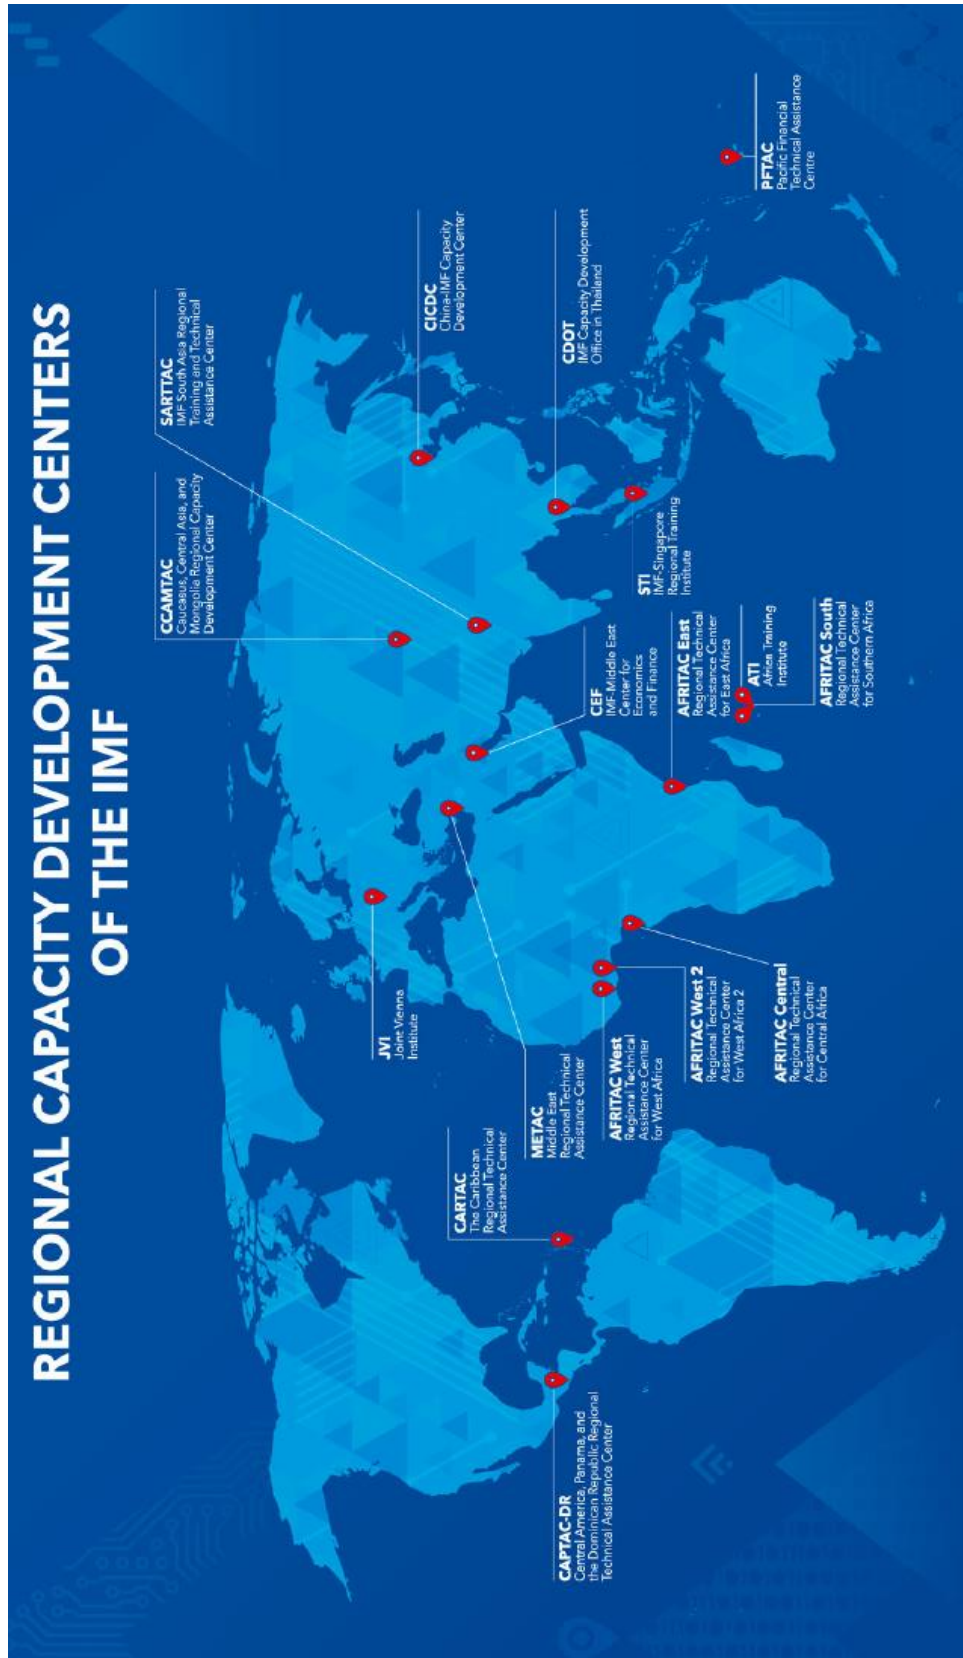 REGIONAL CAPACITY DEVELOPMENT CENTERS
OF THE IMF
CCAMTAC
Caucasus, Central Asia, and
Mongolia Regional Capacity
Development Center
SARTTAC
IMF South Asia Regional
Training and Technical
Assistance Center
JVI
Joint Vienna
Institute
CICDC
China-IMF Capacity
Development Center
CARTAC
The Caribbean
Regional Technical
Assistance Center
METAC
Middle East
Regional Technical
Assistance Center
CAPTAC-DR
Central America, Panama, and
the Dominican Republic Regional
Technical Assistance Center
CEF
IMF-Middle East
Center for
Economics
and Finance
CDOT
IMF Capacity Development
Office in Thailand
AFRITAC West
Regional Technical
Assistance Center
for West Africa
STI
IMF-Singapore
Regional Training
Institute
AFRITAC West 2
Regional Technical
Assistance Center
for West Africa 2
AFRITAC East
Regional Technical
Assistance Center
for East Africa
ATI
Africa Training
Institute
AFRITAC Central
Regional Technical
Assistance Center
for Central Africa
AFRITAC South
Regional Technical
Assistance Center
for Southern Africa
PFTAC
Pacific Financial
Technical Assistance
Centre